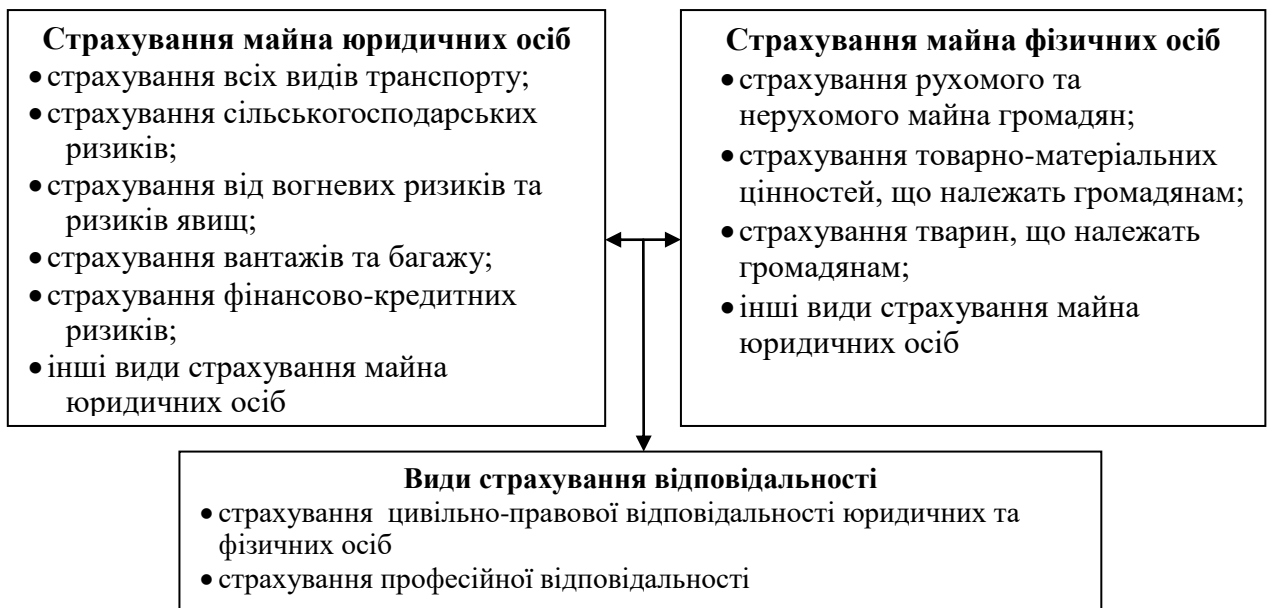 Страхування майна юридичних осіб
•страхування всіх видів транспорту;
•страхування сільськогосподарських
ризиків;
•страхування від вогневих ризиків та
ризиків явищ;
•страхування вантажів та багажу;
•страхування фінансово-кредитних
ризиків;
•інші види страхування майна
юридичних осіб
Страхування майна фізичних осіб
•страхування рухомого та
нерухомого майна громадян;
•страхування товарно-матеріальних
цінностей, що належать громадянам;
•страхування тварин, що належать
громадянам;
•інші види страхування майна
юридичних осіб
Види страхування відповідальності
•страхування цивільно-правової відповідальності юридичних та
фізичних осіб
•страхування професійної відповідальності